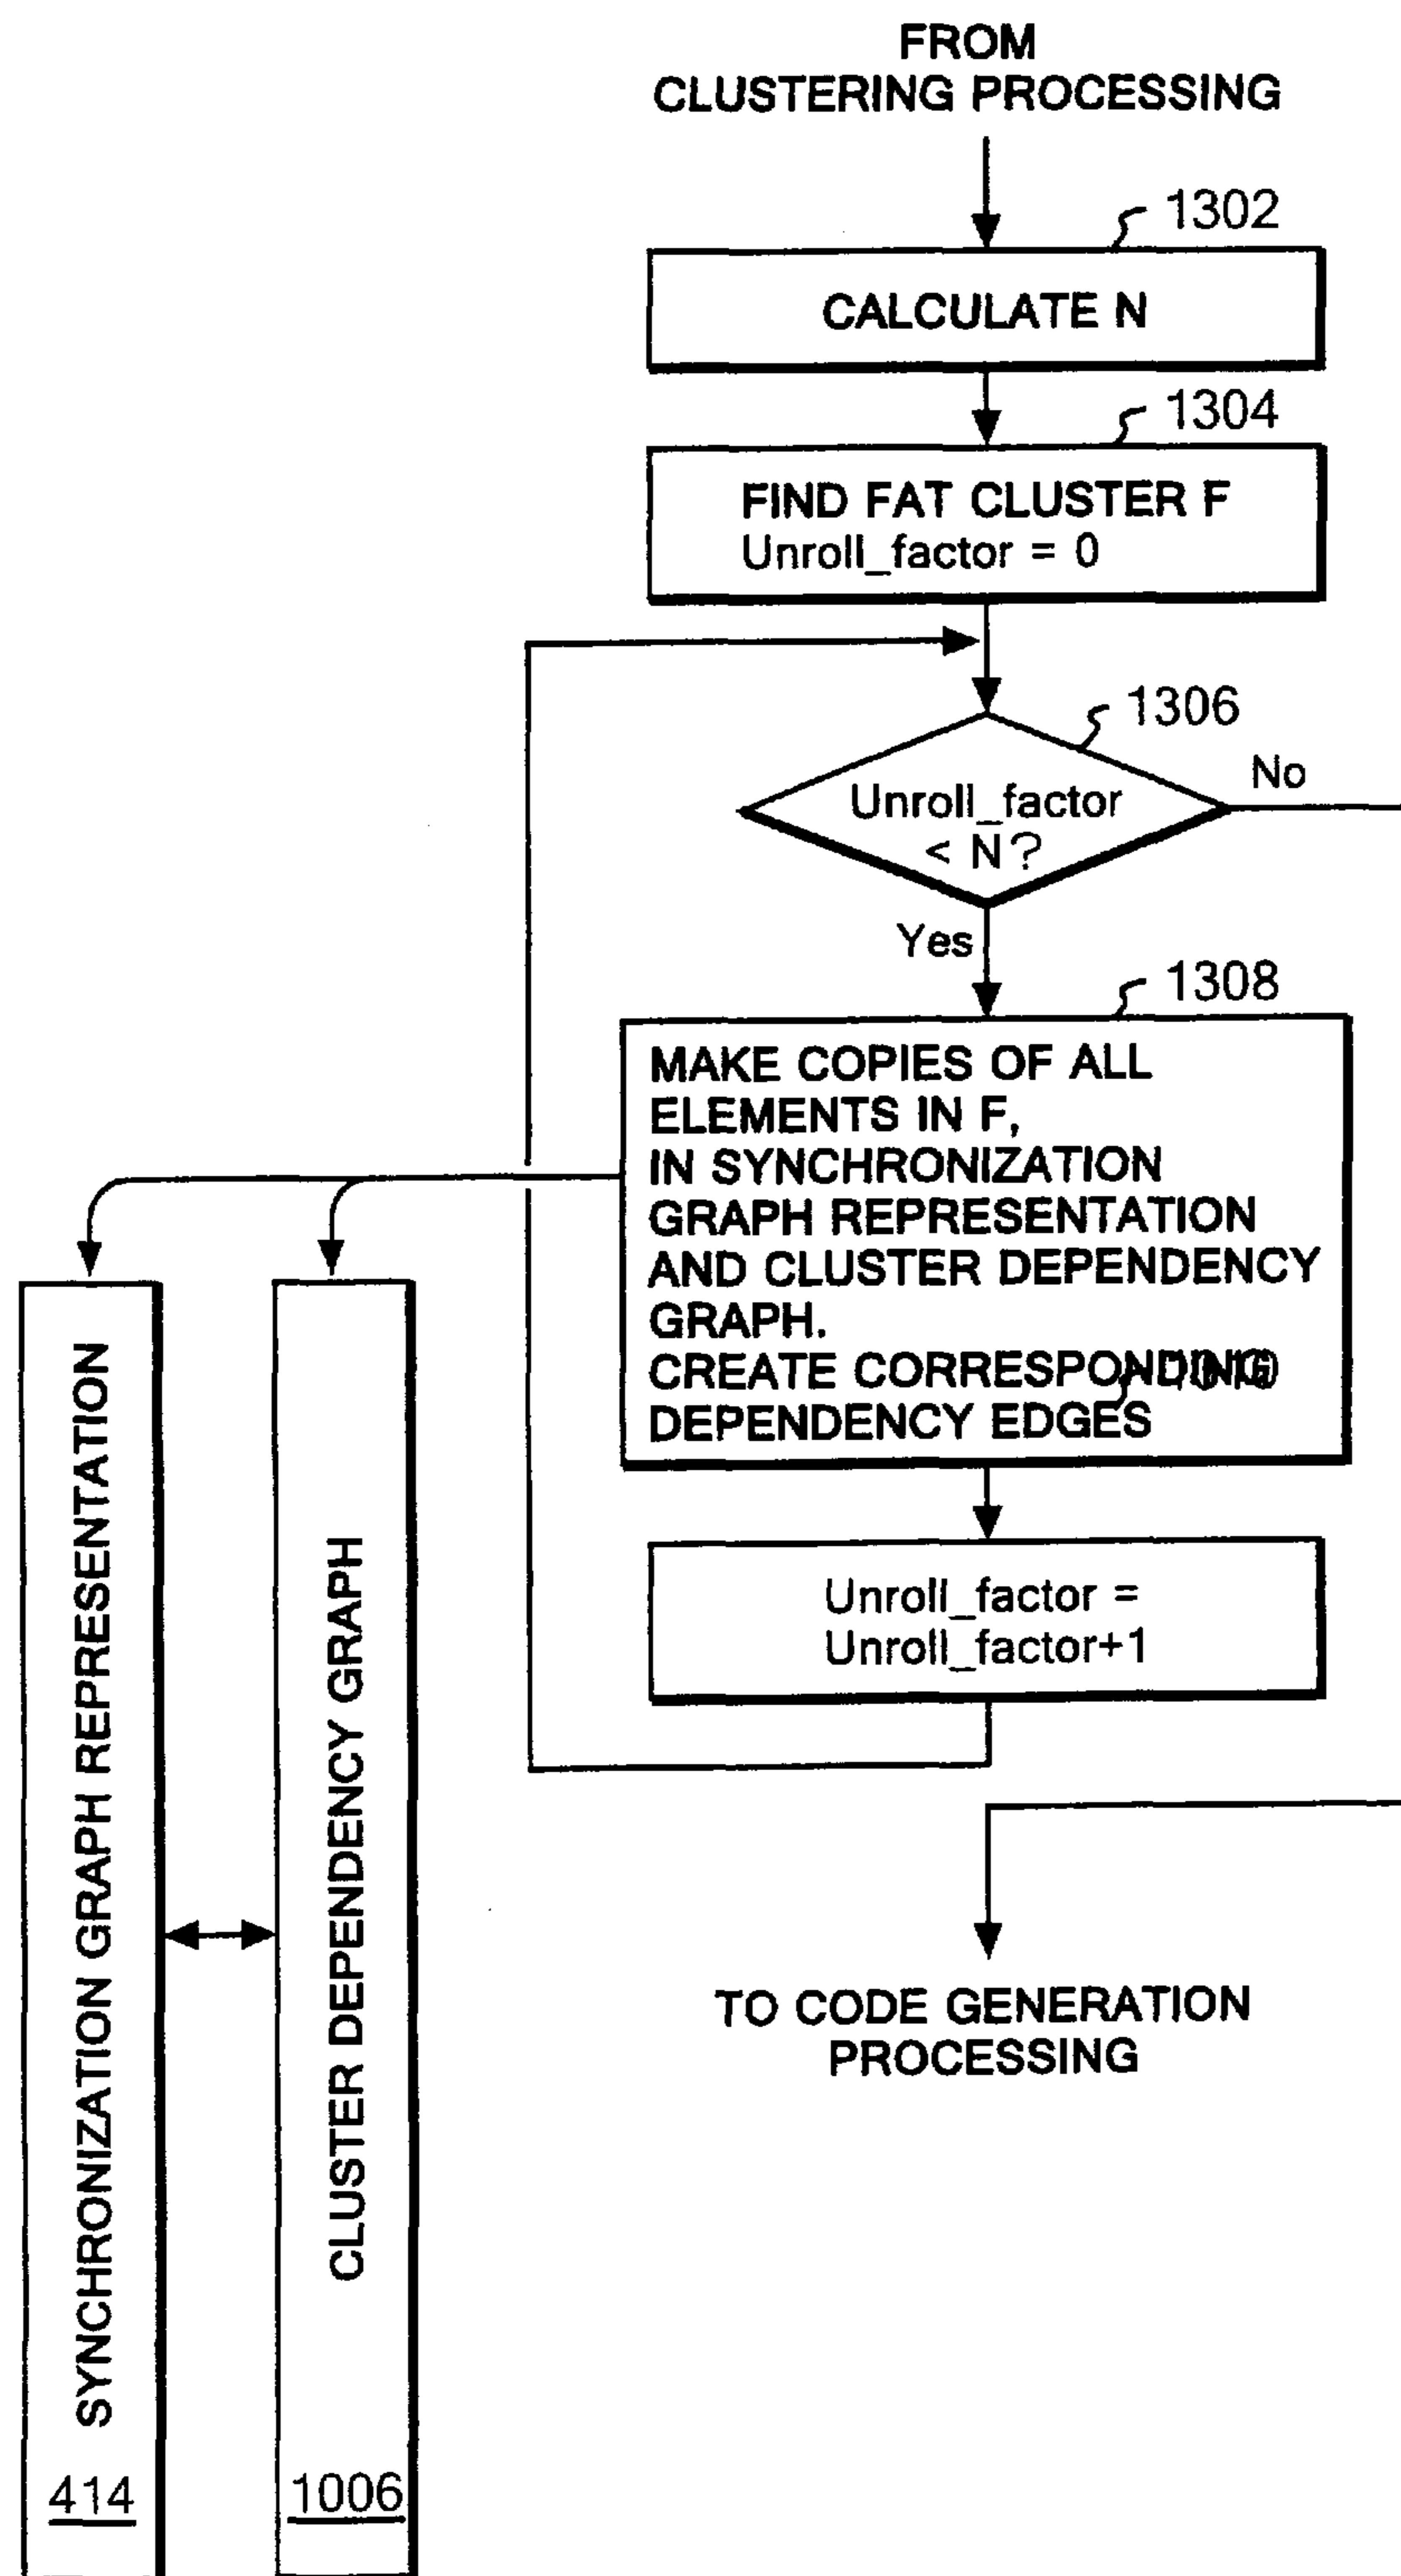 FROM
CLUSTERING PROCESSING
1302
CALCULATE N
1304
FIND FAT CLUSTER F
Unroll_factor = 0
1306
Unroll_factor
< N?
No
Yes
1308
MAKE COPIES OF ALL
ELEMENTS IN F,
IN SYNCHRONIZATION
GRAPH REPRESENTATION
AND CLUSTER DEPENDENCY
GRAPH.
CREATE CORRESPONDING
1310
DEPENDENCY EDGES
Unroll_factor =
Unroll_factor+1
TO CODE GENERATION
PROCESSING
SYNCHRONIZATION GRAPH REPRESENTATION
414
CLUSTER DEPENDENCY GRAPH
1006